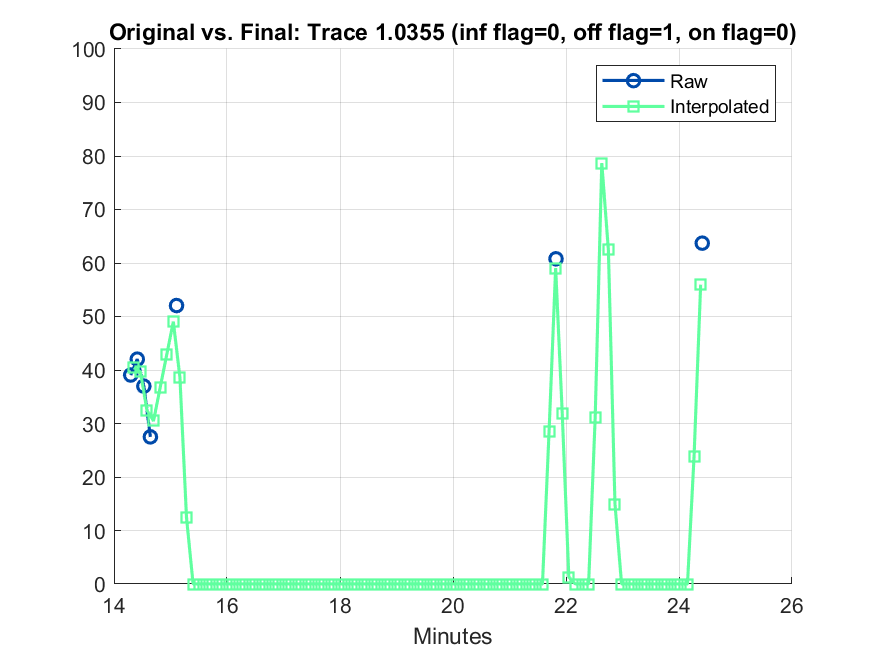 Original vs. Final: Trace 1.0355 (inf flag=0, off flag=1, on flag=0)
100
90
80
70
60
50
40
30
20
10
0
Raw
Interpolated
14 16 18 20 22 24 26
Minutes